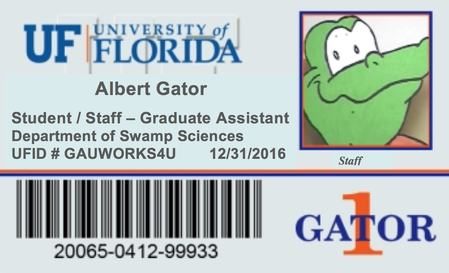 UF UNIVERSITY of
FLORIDA
Albert Gator
Student / Staff – Graduate Assistant
Department of Swamp Sciences
UFID # GAUWORKS4U 12/31/2016
Staff
20065-0412-99933
GATOR 1